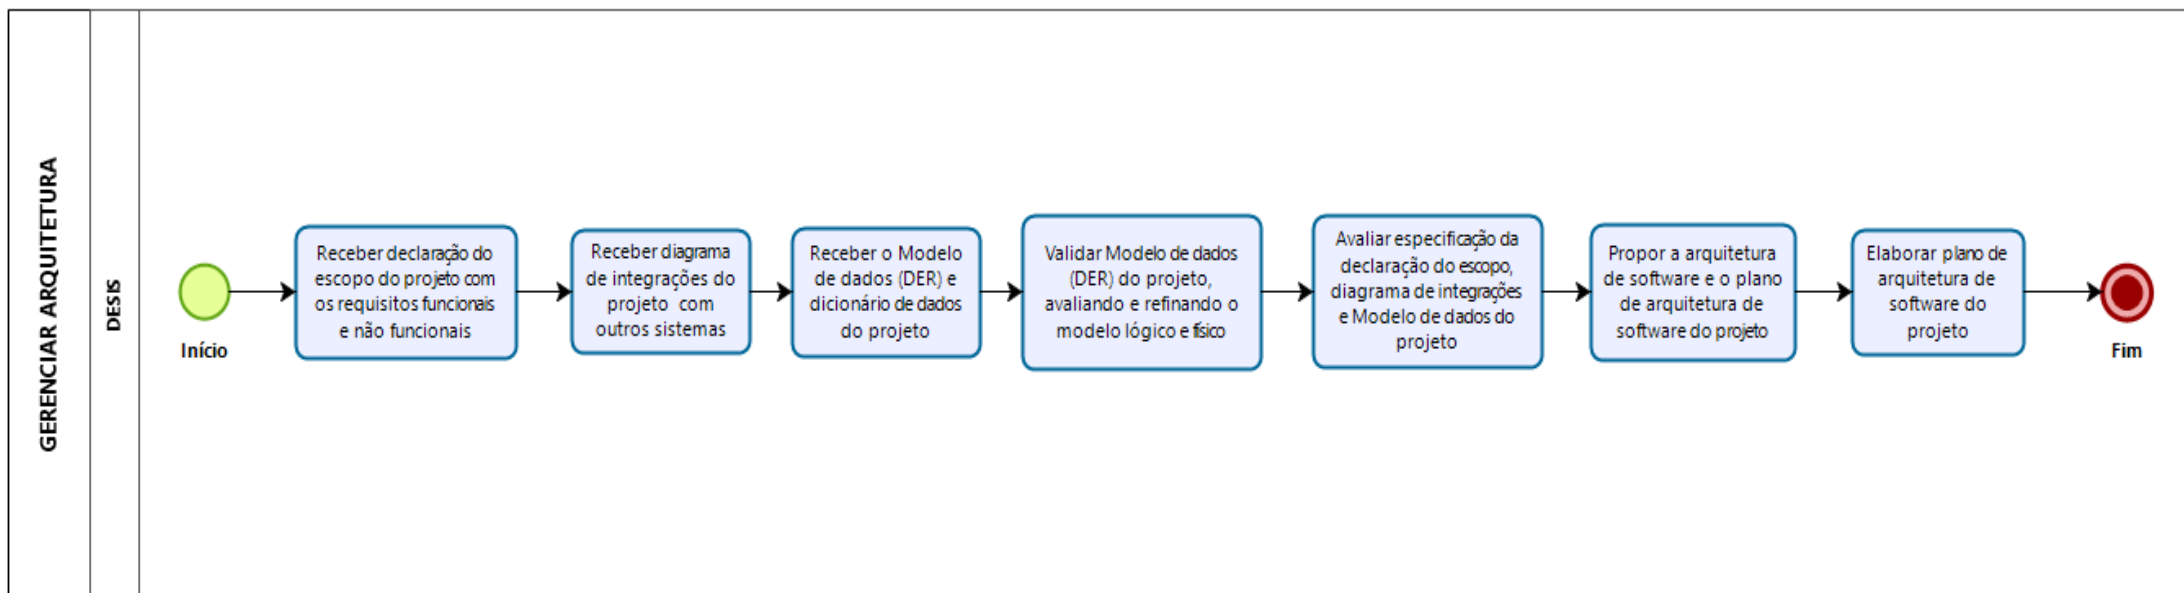 GERENCIAR ARQUITETURA
DESIS
Início
Receber declaração do
escopo do projeto com
os requisitos funcionais
e não funcionais
Receber diagrama
de integrações do
projeto com
outros sistemas
Receber o Modelo
de dados (DER) e
dicionário de dados
do projeto
Validar Modelo de dados
(DER) do projeto,
avaliando e refinando o
modelo lógico e físico
Avaliar especificação da
declaração do escopo,
diagrama de integrações
e Modelo de dados do
projeto
Propor a arquitetura
de software e o plano
de arquitetura de
software do projeto
Elaborar plano de
arquitetura de
software do
projeto
Fim